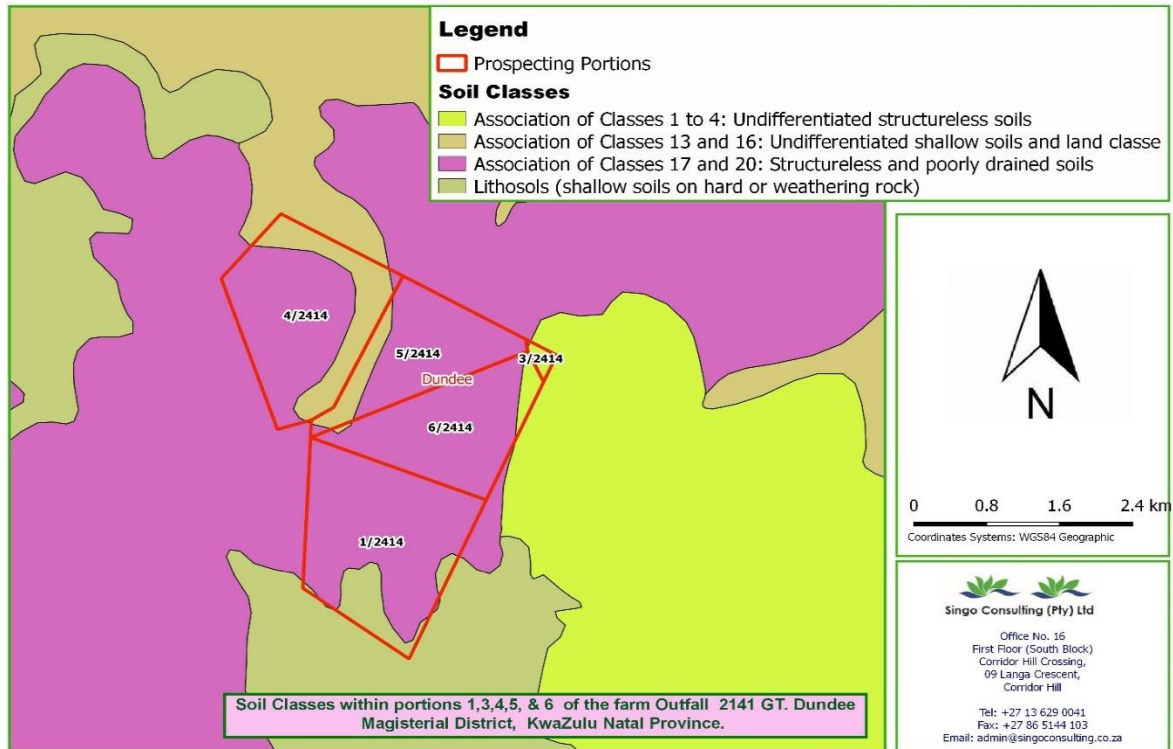 Legend
Prospecting Portions
Soil Classes
Association of Classes 1 to 4: Undifferentiated structureless soils
Association of Classes 13 and 16: Undifferentiated shallow soils and land classe
Association of Classes 17 and 20: Structureless and poorly drained soils
Lithosols (shallow soils on hard or weathering rock)
4/2414
5/2414
3/2414
Dundee
6/2414
1/2414
Soil Classes within portions 1,3,4,5, & 6 of the farm Outfall 2141 GT. Dundee
Magisterial District, KwaZulu Natal Province.
N
0 0.8 1.6 2.4 km
Coordinates Systems: WGS84 Geographic
Singo Consulting (Pty) Ltd
Office No. 16
First Floor (South Block)
Corridor Hill Crossing,
09 Langa Crescent,
Corridor Hill
Tel: +27 13 629 0041
Fax: +27 86 5144 103
Email: admin@singoconsulting.co.za